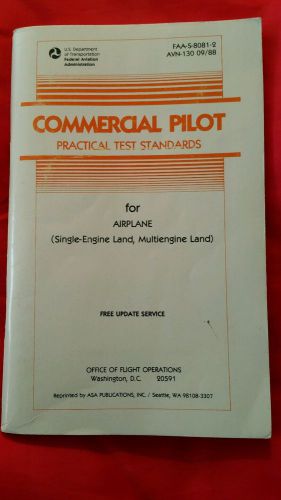 U.S. Department
of Transportation
Federal Aviation
Administration
FAA-S-8081-2
AVN-130 09/88
COMMERCIAL PILOT
PRACTICAL TEST STANDARDS
for
AIRPLANE
(Single-Engine Land, Multiengine Land)
FREE UPDATE SERVICE
OFFICE OF FLIGHT OPERATIONS
Washington, D.C. 20591
Reprinted by ASA PUBLICATIONS, INC. / Seattle, WA 98108-3307